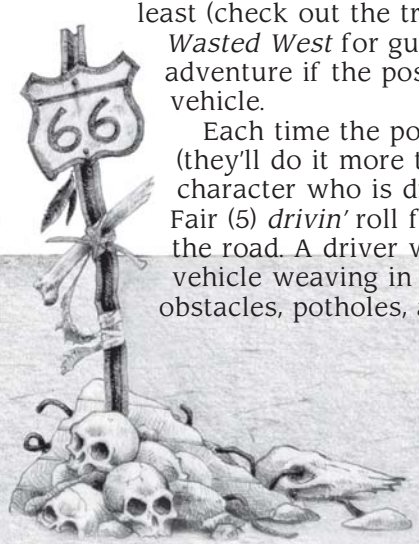 least (check out the tr
Wasted West for gu
adventure if the pos
vehicle.
66
Each time the po
(they'll do it more t
character who is d
Fair (5) drivin' roll f
the road. A driver w
vehicle weaving in
obstacles, potholes, a